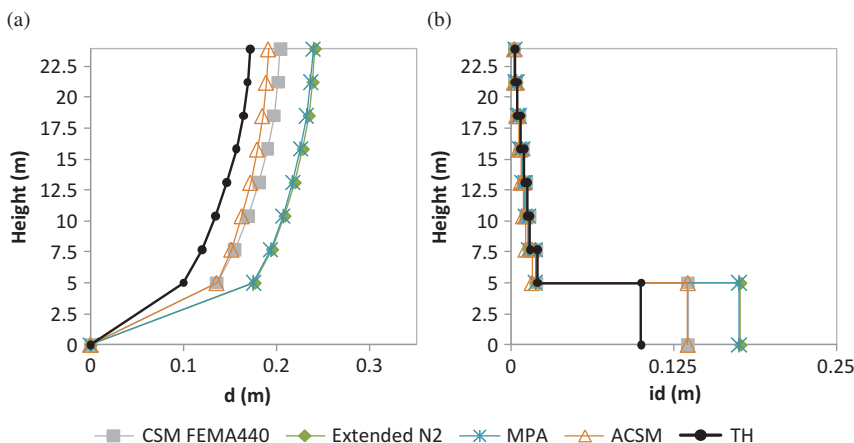 (a)
(b)
Height (m)
22.5
20
17.5
15
12.5
10
7.5
5
2.5
0
0
0.1
0.2
0.3
d (m)
Height (m)
22.5
20
17.5
15
12.5
10
7.5
5
2.5
0
0
0.125
0.25
id (m)
CSM FEMA440
Extended N2
MPA
ACSM
TH